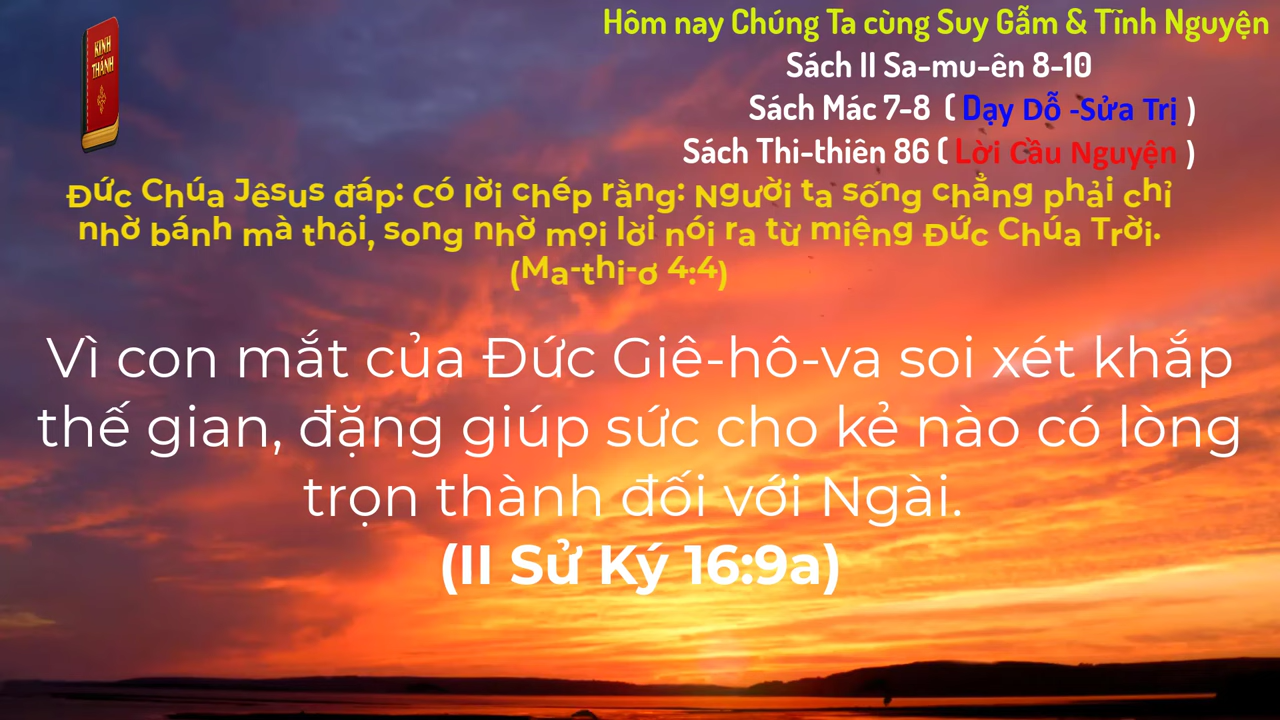 KINH
THÁNH
Hôm nay Chúng Ta cùng Suy Gẫm & Tĩnh Nguyện
Sách II Sa-mu-ên 8-10
Sách Mác 7-8 ( Dạy Dỗ -Sửa Trị )
Sách Thi-thiên 86 ( Lời Cầu Nguyện )
Đức Chúa Jêsus đáp: Có lời chép rằng: Người ta sống chẳng phải chỉ
nhờ bánh mà thôi, song nhờ mọi lời nói ra từ miệng Đức Chúa Trời.
(Ma-thi-ơ 4:4)
Vì con mắt của Đức Giê-hô-va soi xét khắp
thế gian, đặng giúp sức cho kẻ nào có lòng
trọn thành đối với Ngài.
(II Sử Ký 16:9a)